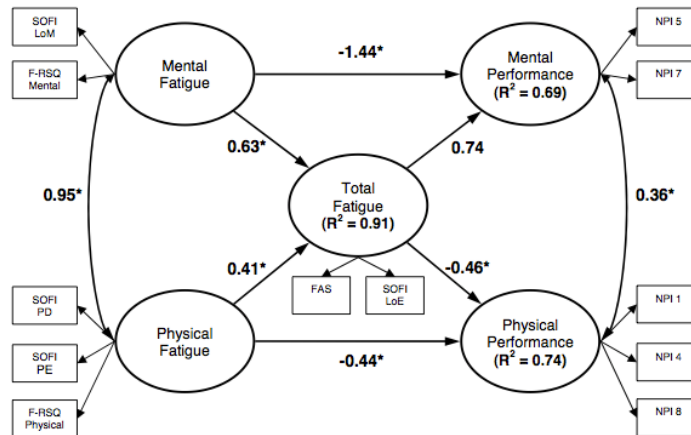 SOFI
LoM
F-RSQ
Mental
Mental
Fatigue
-1.44*
Mental
Performance
(R² = 0.69)
NPI 5
NPI 7
0.63*
0.74
0.95*
Total
Fatigue
(R² = 0.91)
0.36*
0.41*
-0.46*
FAS
SOFI
LoE
SOFI
PD
SOFI
PE
F-RSQ
Physical
Physical
Fatigue
-0.44*
Physical
Performance
(R² = 0.74)
NPI 1
NPI 4
NPI 8